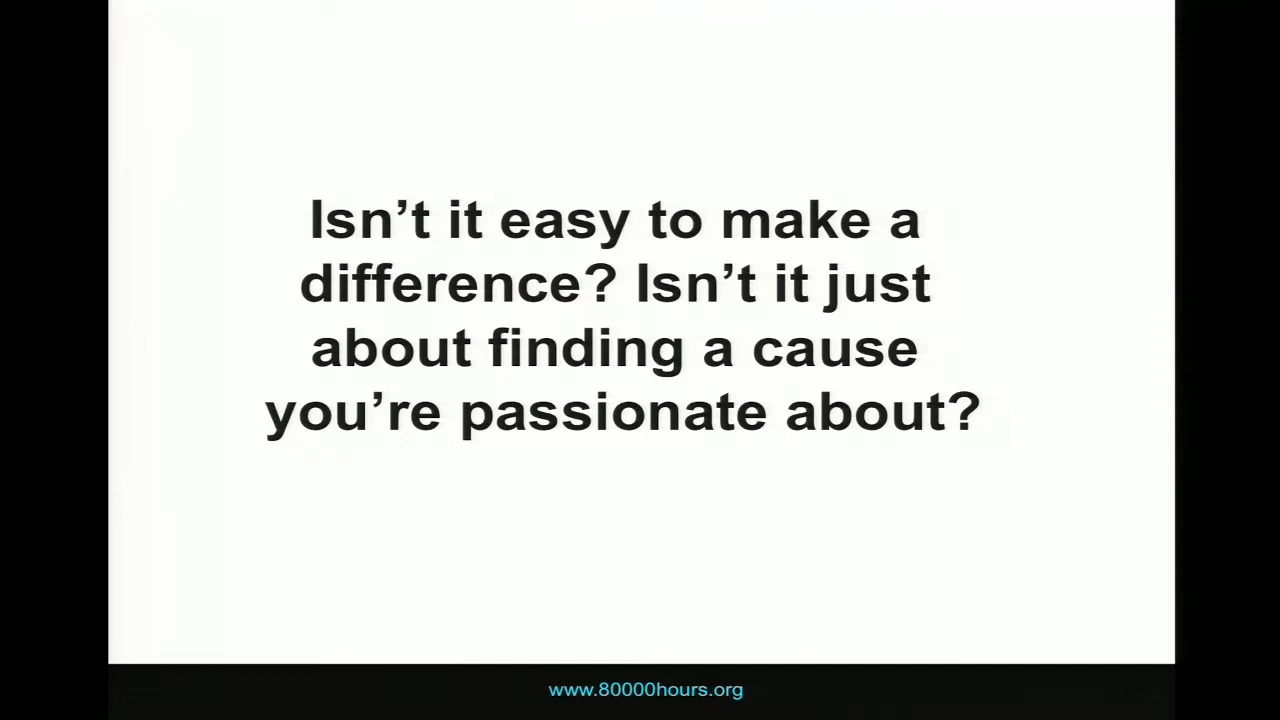 Isn’t it easy to make a
difference? Isn’t it just
about finding a cause
you’re passionate about?
www.80000hours.org